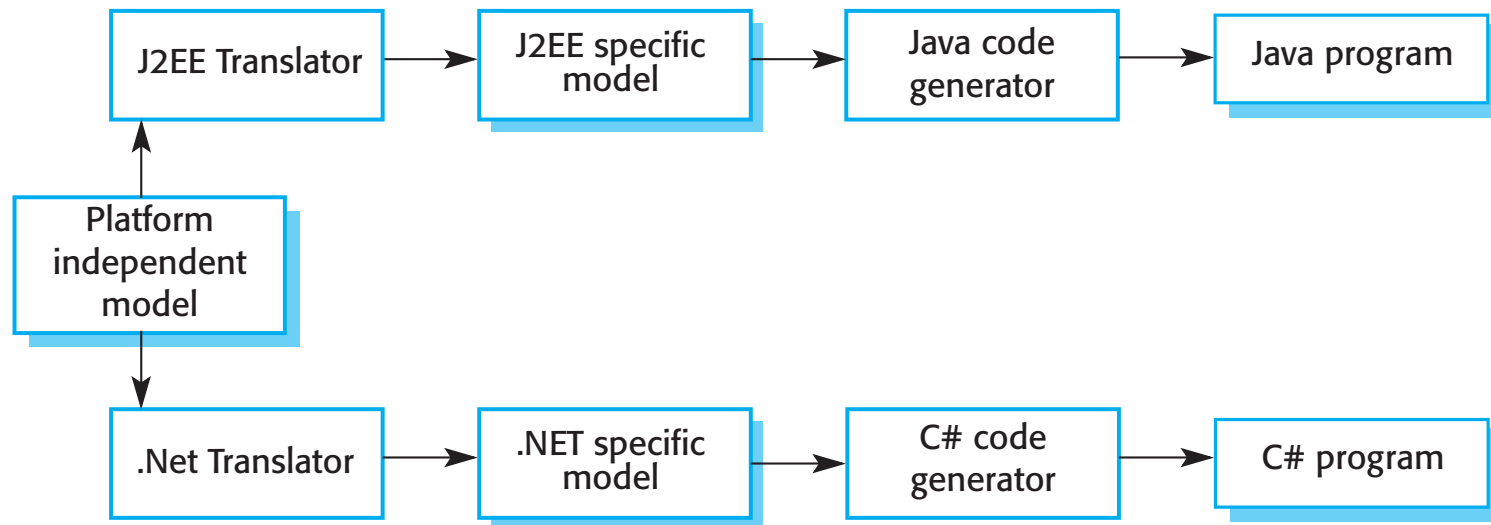 J2EE Translator
J2EE specific
model
Java code
generator
Java program
Platform
independent
model
.Net Translator
.NET specific
model
C# code
generator
C# program